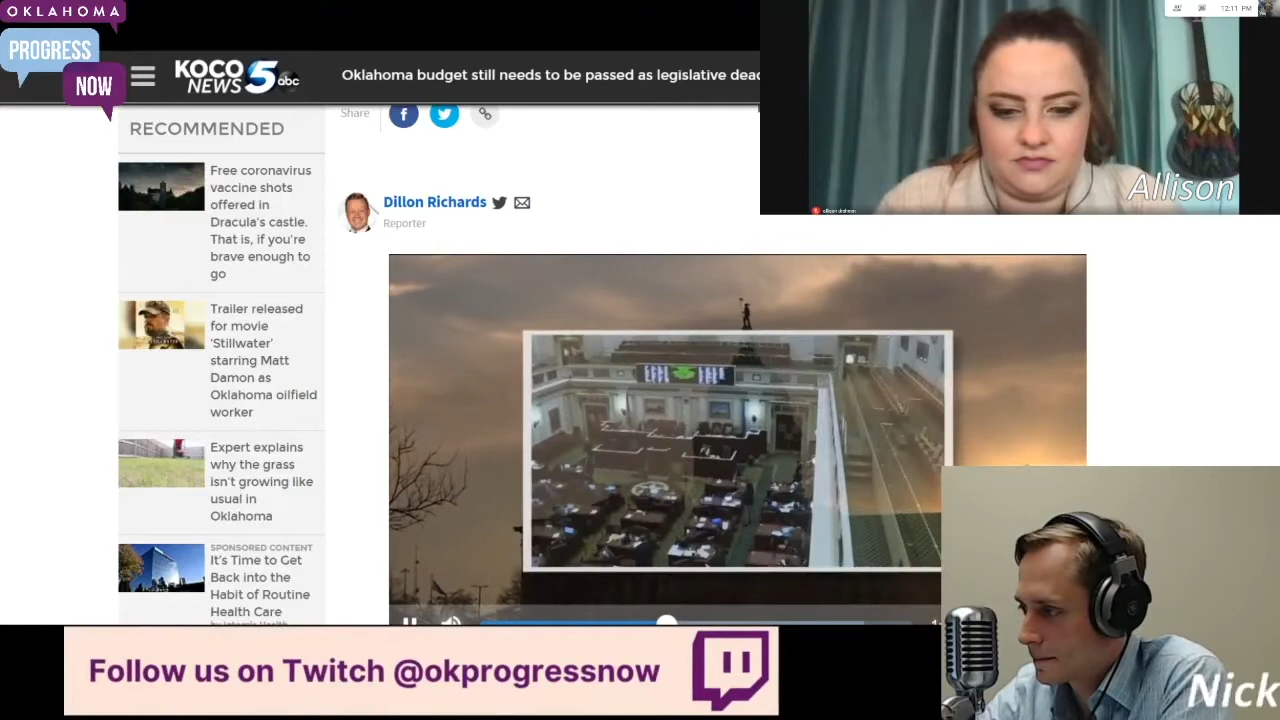 OKLAHOMA
PROGRESS
NOW
KOCO
NEWS 5 abc
Oklahoma budget still needs to be passed as legislative dead
12:11 PM
Allison
RECOMMENDED
Free coronavirus
vaccine shots
offered in
Dracula's castle.
That is, if you're
brave enough to
go
Trailer released
for movie
'Stillwater'
starring Matt
Damon as
Oklahoma oilfield
worker
Expert explains
why the grass
isn't growing like
usual in
Oklahoma
SPONSORED CONTENT
It's Time to Get
Back into the
Habit of Routine
Health Care
Share
Dillon Richards
Reporter
Follow us on Twitch @okprogressnow
Nick